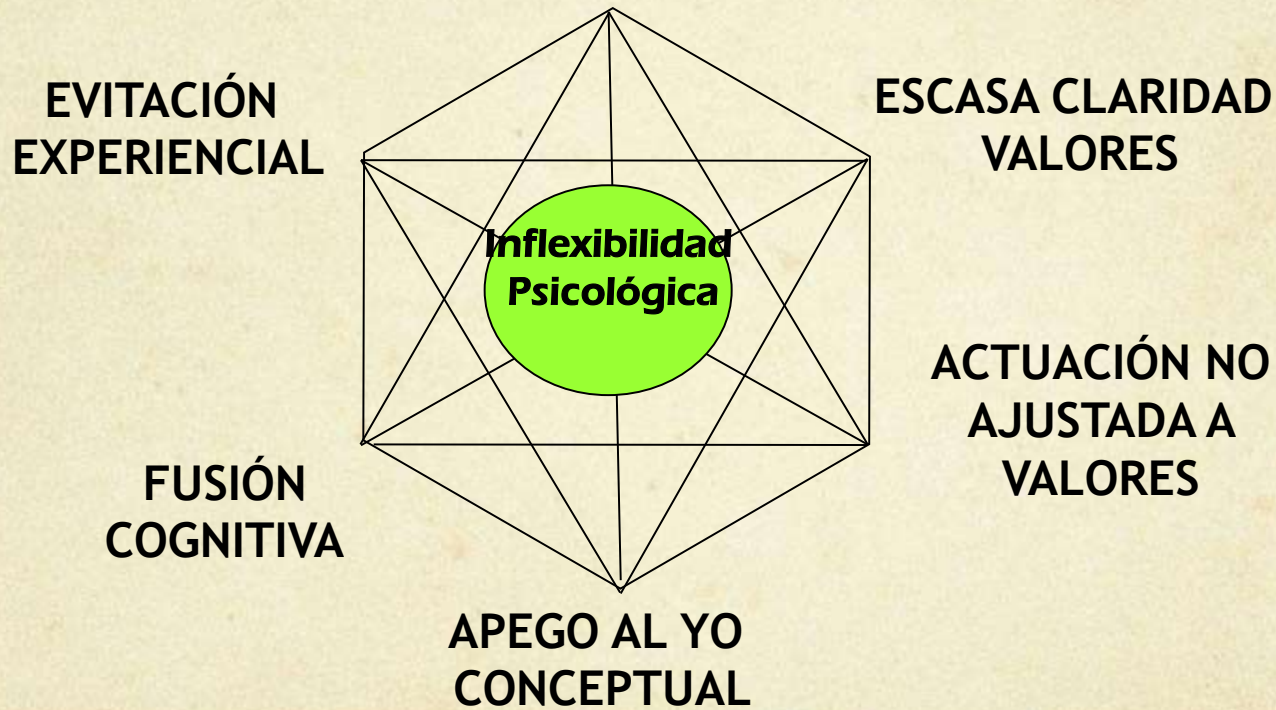 EVITACIÓN
EXPERIENCIAL
ESCASA CLARIDAD
VALORES
Inflexibilidad
Psicológica
ACTUACIÓN NO
AJUSTADA A
VALORES
FUSIÓN
COGNITIVA
APEGO AL YO
CONCEPTUAL